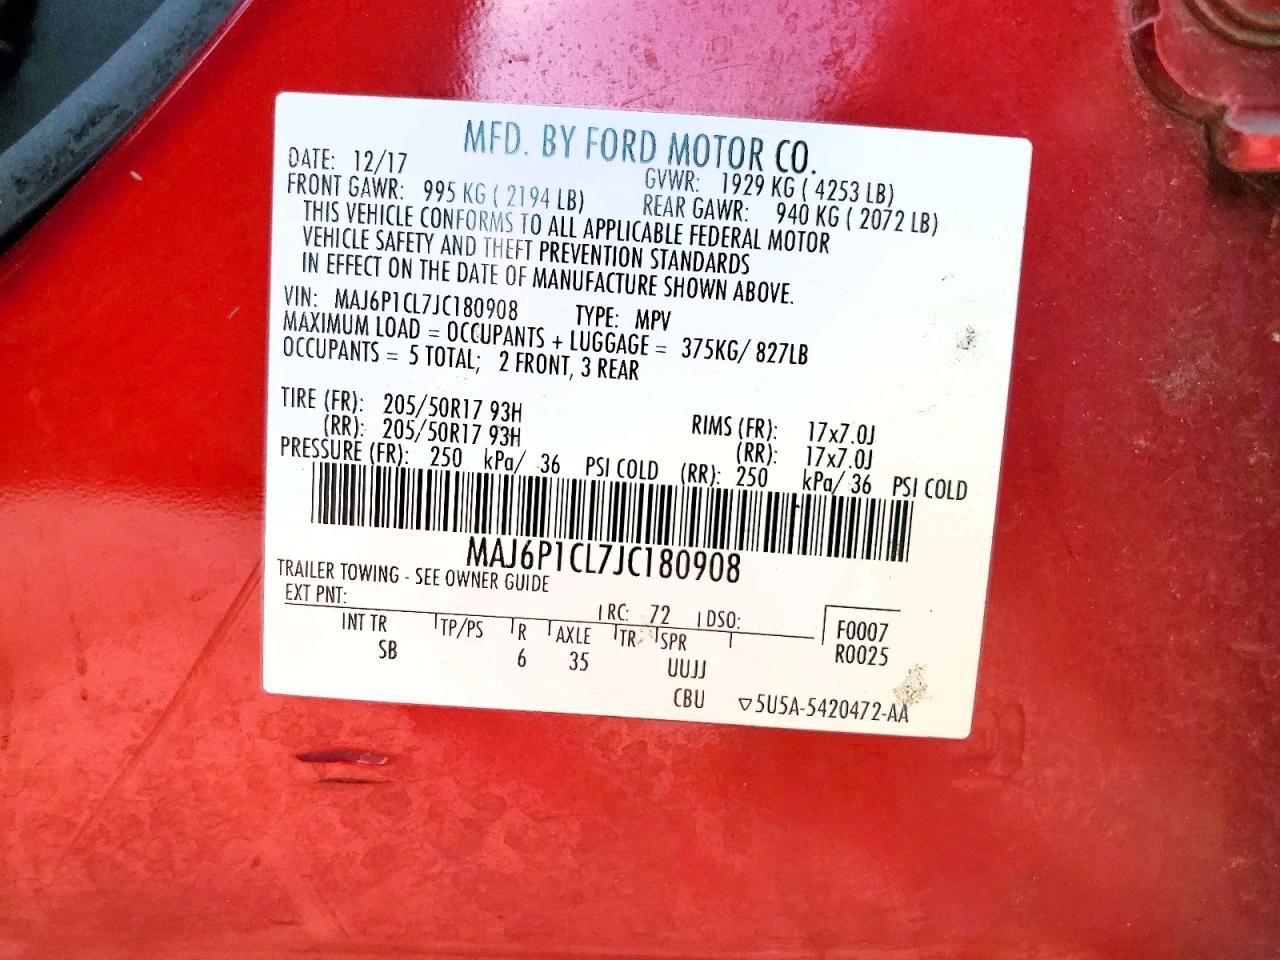 MFD. BY FORD MOTOR CO.
DATE: 12/17 GVWR: 1929 KG ( 4253 LB)
FRONT GAWR: 995 KG ( 2194 LB) REAR GAWR: 940 KG ( 2072 LB)
THIS VEHICLE CONFORMS TO ALL APPLICABLE FEDERAL MOTOR
VEHICLE SAFETY AND THEFT PREVENTION STANDARDS
IN EFFECT ON THE DATE OF MANUFACTURE SHOWN ABOVE.
VIN: MAJ6P1CL7JC180908 TYPE: MPV
MAXIMUM LOAD = OCCUPANTS + LUGGAGE = 375KG/ 827LB
OCCUPANTS = 5 TOTAL; 2 FRONT, 3 REAR
TIRE (FR): 205/50R17 93H RIMS (FR): 17x7.0J
(RR): 205/50R17 93H (RR): 17x7.0J
PRESSURE (FR): 250 kPa/ 36 PSI COLD (RR): 250 kPa/ 36 PSI COLD
MAJ6P1CL7JC180908
TRAILER TOWING - SEE OWNER GUIDE
EXT PNT: RC: 72 DSO:
INT TR TP/PS R AXLE TR SPR F0007
SB 6 35 UUJJ R0025
CBU ▽5U5A-5420472-AA